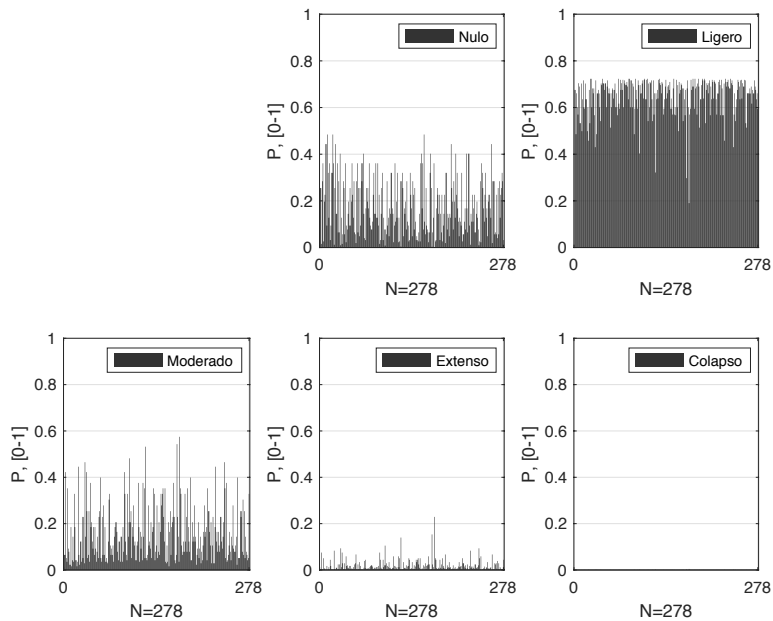 Nulo
1
0.8
0.6
0.4
0.2
0
P, [0-1]
0
278
N=278
Ligero
1
0.8
0.6
0.4
0.2
0
P, [0-1]
0
278
N=278
Moderado
1
0.8
0.6
0.4
0.2
0
P, [0-1]
0
278
N=278
Extenso
1
0.8
0.6
0.4
0.2
0
P, [0-1]
0
278
N=278
Colapso
1
0.8
0.6
0.4
0.2
0
P, [0-1]
0
278
N=278